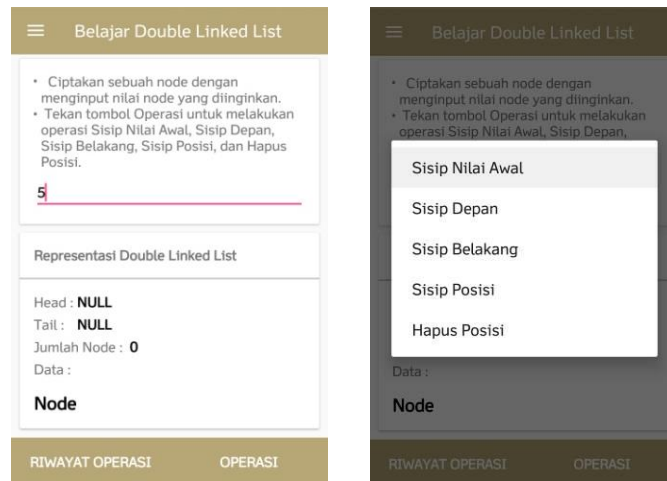 Belajar Double Linked List
• Ciptakan sebuah node dengan
menginput nilai node yang diinginkan.
• Tekan tombol Operasi untuk melakukan
operasi Sisip Nilai Awal, Sisip Depan,
Sisip Belakang, Sisip Posisi, dan Hapus
Posisi.
5
Representasi Double Linked List
Head : NULL
Tail : NULL
Jumlah Node : 0
Data :
Node
RIWAYAT OPERASI OPERASI
Belajar Double Linked List
• Ciptakan sebuah node dengan
menginput nilai node yang diinginkan.
• Tekan tombol Operasi untuk melakukan
operasi Sisip Nilai Awal, Sisip Depan,
Sisip Nilai Awal
Sisip Depan
Sisip Belakang
Sisip Posisi
Hapus Posisi
Data :
Node
RIWAYAT OPERASI OPERASI